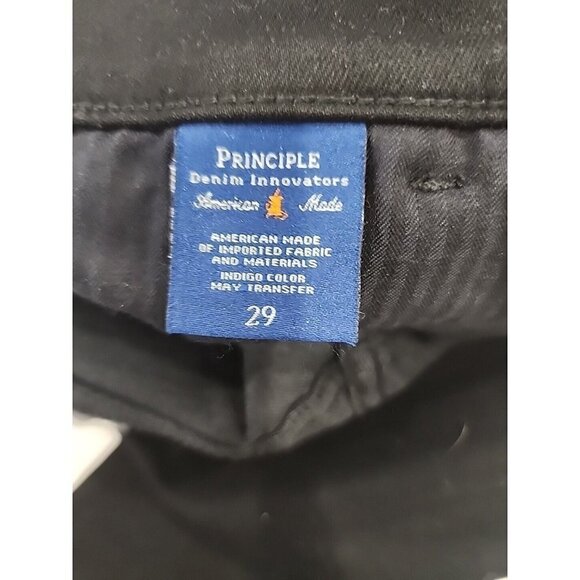 PRINCIPLE
Denim Innovators
American Made
AMERICAN MADE
OF IMPORTED FABRIC
AND MATERIALS
INDIGO COLOR
MAY TRANSFER
29